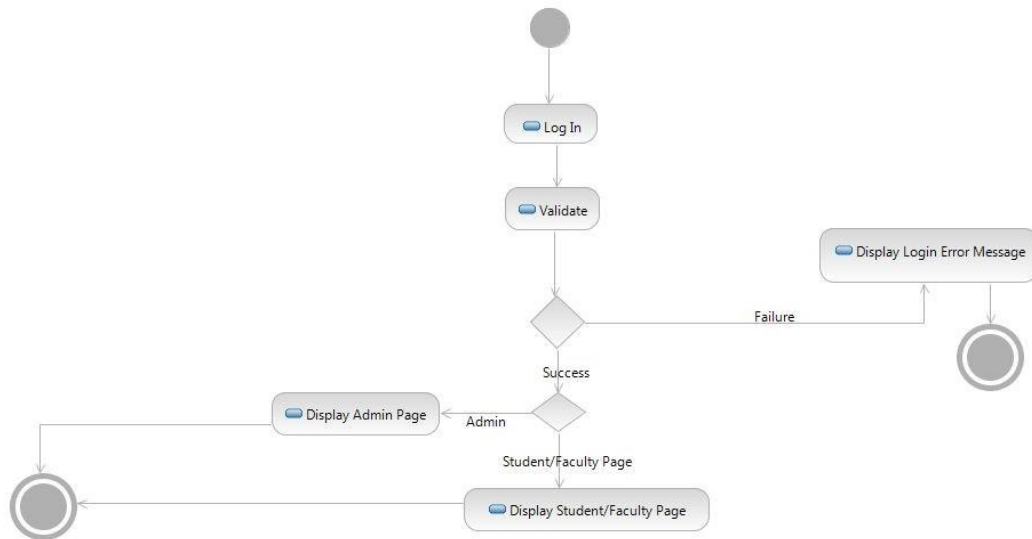 Log In
Validate
Display Login Error Message
Failure
Success
Display Admin Page
Admin
Student/Faculty Page
Display Student/Faculty Page